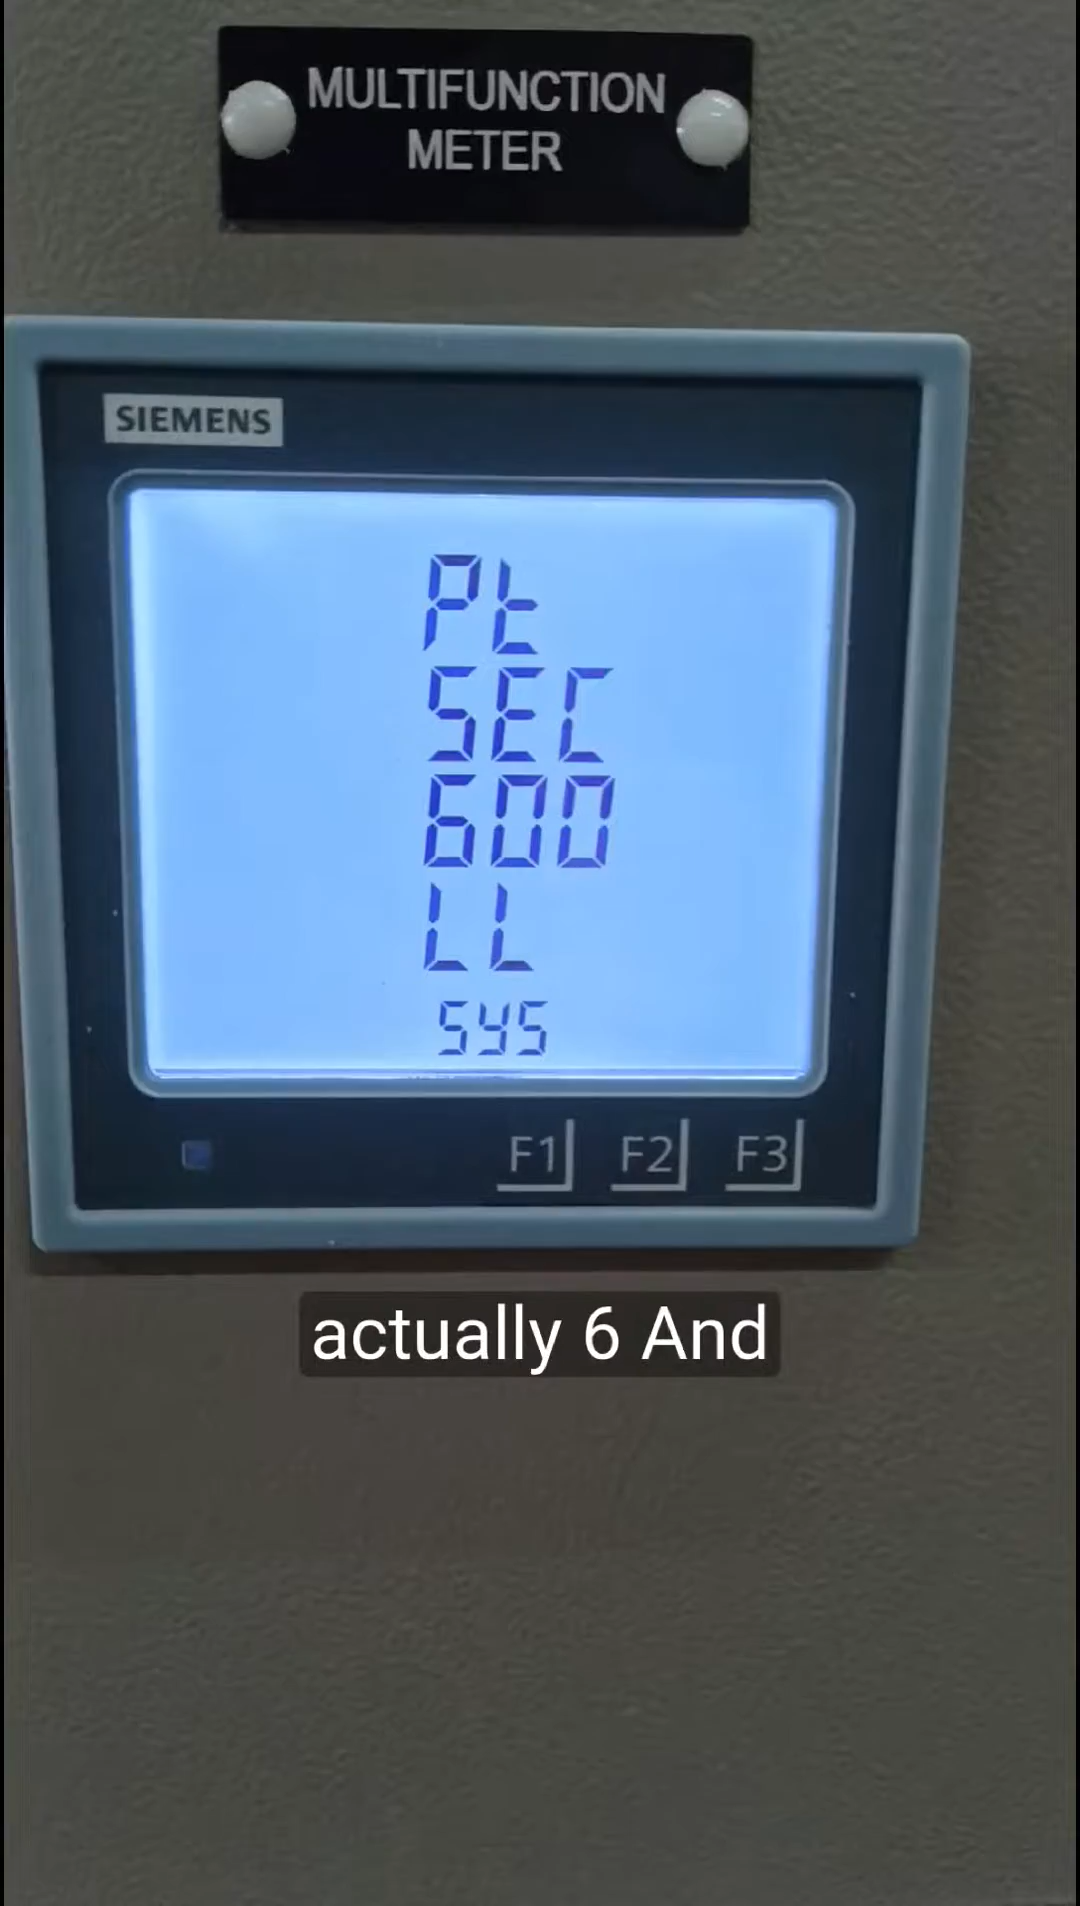 MULTIFUNCTION
METER
SIEMENS
Pt
SEC
600
LL
SYS
F1 F2 F3
actually 6 And